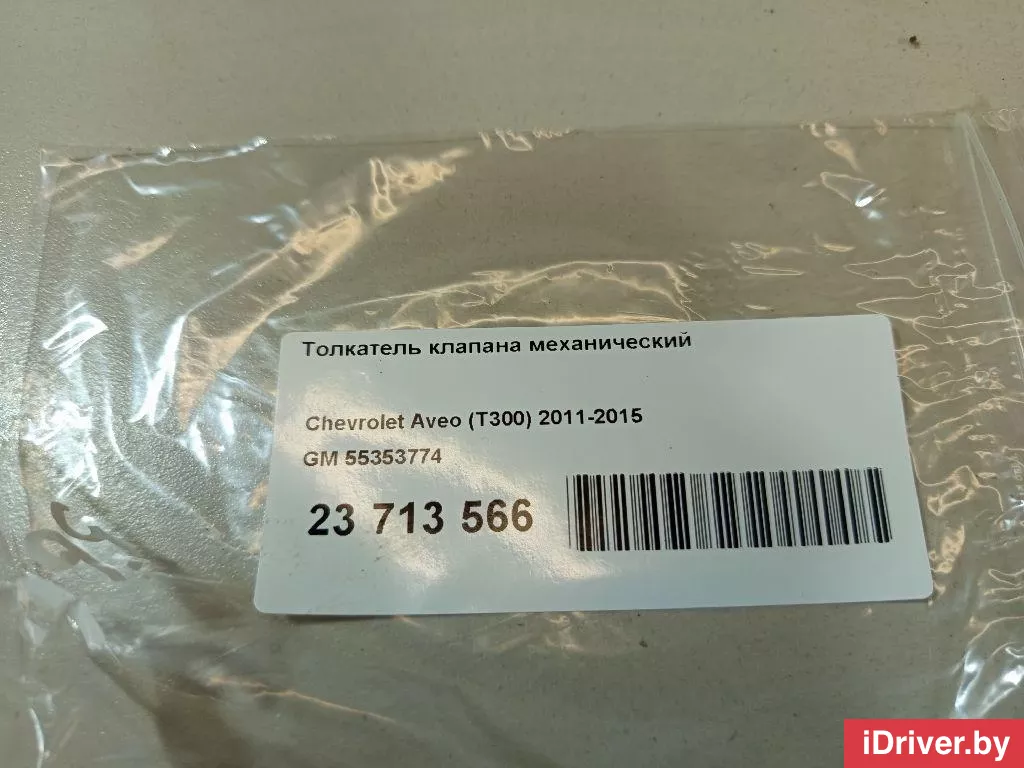 Толкатель клапана механический
Chevrolet Aveo (T300) 2011-2015
GM 55353774
23 713 566
iDriver.by